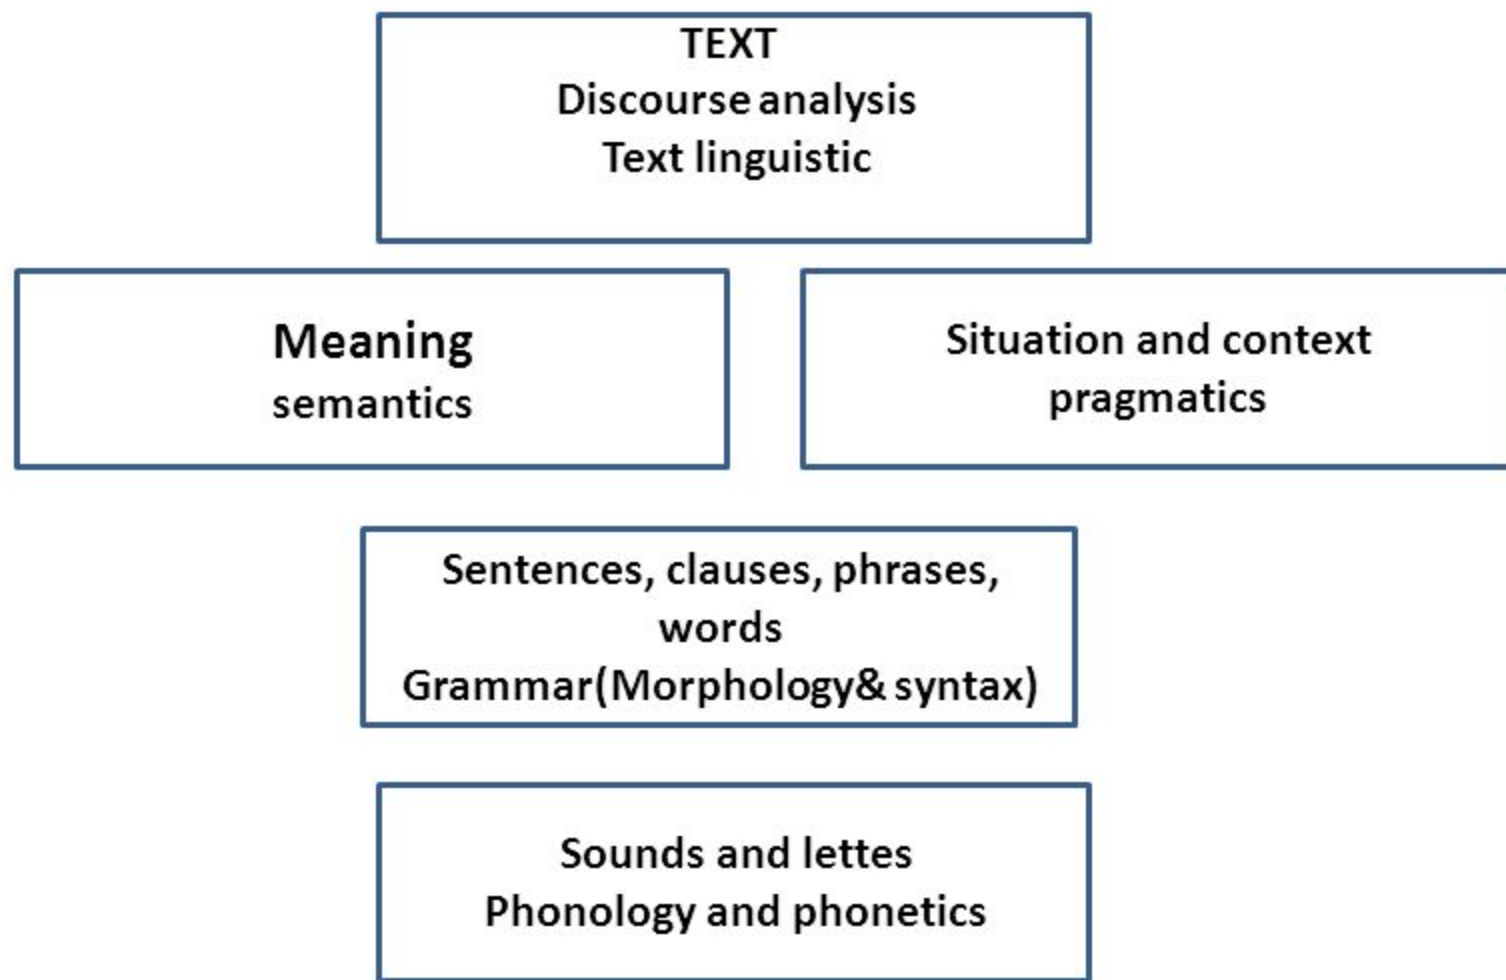 TEXT
Discourse analysis
Text linguistic
Meaning
semantics
Situation and context
pragmatics
Sentences, clauses, phrases,
words
Grammar(Morphology& syntax)
Sounds and lettes
Phonology and phonetics